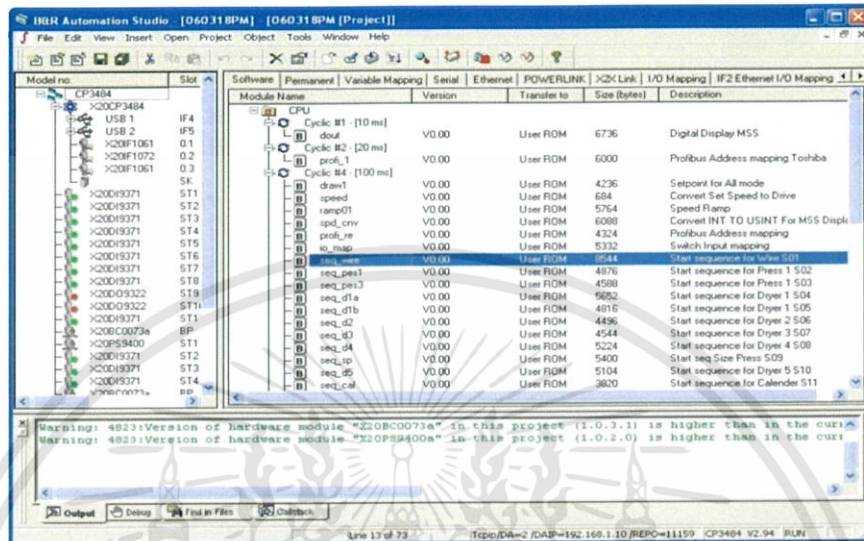 B&R Automation Studio - [060318PM] - [060318PM [Project]]
File Edit View Insert Open Project Object Tools Window Help
Model no. Slot
CP3484
X20CP3484
USB 1 IF4
USB 2 IF5
X20IF1061 0.1
X20IF1072 0.2
X20IF1061 0.3
SK
X20DI9371 ST1
X20DI9371 ST2
X20DI9371 ST3
X20DI9371 ST4
X20DI9371 ST5
X20DI9371 ST6
X20DI9371 ST7
X20DI9371 ST8
X20DO9322 ST9
X20DO9322 ST1
X20DI9371 ST1
X20BC0073a BP
X20PS9400 ST1
X20DI9371 ST2
X20DI9371 ST3
X20DI9371 ST4
X20BC0073a BP
Software Permanent Variable Mapping Serial Ethernet POWERLINK X2X Link I/O Mapping IF2 Ethernet I/O Mapping
Module Name Version Transfer to Size (bytes) Description
CPU
Cyclic #1 - [10 ms]
dout V0.00 User ROM 6736 Digital Display MSS
Cyclic #2 - [20 ms]
profi_1 V0.00 User ROM 6000 Profibus Address mapping Toshiba
Cyclic #4 - [100 ms]
draw1 V0.00 User ROM 4236 Setpoint for All mode
speed V0.00 User ROM 684 Convert Set Speed to Drive
ramp01 V0.00 User ROM 5764 Speed Ramp
spd_cnv V0.00 User ROM 6088 Convert INT TO USINT For MSS Displ
profi_re V0.00 User ROM 4324 Profibus Address mapping
io_map V0.00 User ROM 5332 Switch Input mapping
seq_wire V0.00 User ROM 8544 Start sequence for Wire S01
seq_pes1 V0.00 User ROM 4876 Start sequence for Press 1 S02
seq_pes3 V0.00 User ROM 4588 Start sequence for Press 1 S03
seq_d1a V0.00 User ROM 5652 Start sequence for Dryer 1 S04
seq_d1b V0.00 User ROM 4816 Start sequence for Dryer 1 S05
seq_d2 V0.00 User ROM 4496 Start sequence for Dryer 2 S06
seq_d3 V0.00 User ROM 4544 Start sequence for Dryer 3 S07
seq_d4 V0.00 User ROM 5224 Start sequence for Dryer 4 S08
seq_sp V0.00 User ROM 5400 Start seq Size Press S09
seq_d5 V0.00 User ROM 5104 Start sequence for Dryer 5 S10
seq_cal V0.00 User ROM 3820 Start sequence for Calender S11
Warning: 4823:Version of hardware module "X20BC0073a" in this project (1.0.3.1) is higher than in the cur
Warning: 4823:Version of hardware module "X20PS9400a" in this project (1.0.2.0) is higher than in the cur
Output Debug Find in Files Callstack
Line 13 of 73 Tcpip/DA=2 /DAIP=192.168.1.10 /REPO=11159 CP3484 V2.94 RUN